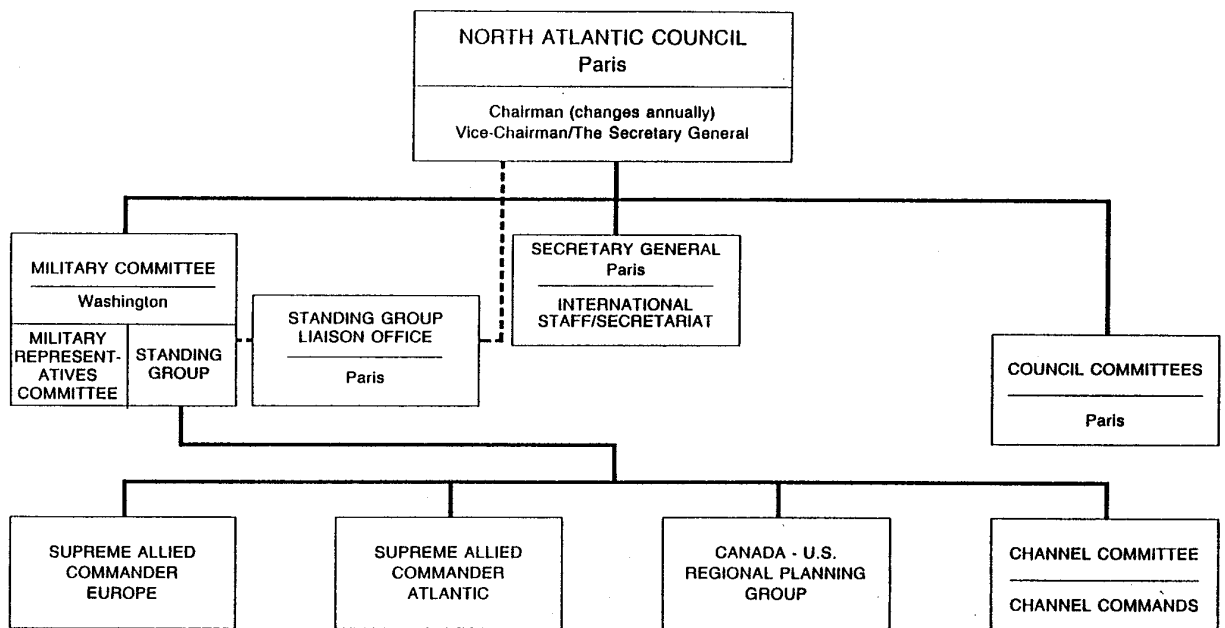 NORTH ATLANTIC COUNCIL
Paris
Chairman (changes annually)
Vice-Chairman/The Secretary General
MILITARY COMMITTEE
Washington
MILITARY
REPRESENT-
ATIVES
COMMITTEE
STANDING
GROUP
STANDING GROUP
LIAISON OFFICE
Paris
SECRETARY GENERAL
Paris
INTERNATIONAL
STAFF/SECRETARIAT
COUNCIL COMMITTEES
Paris
SUPREME ALLIED
COMMANDER
EUROPE
SUPREME ALLIED
COMMANDER
ATLANTIC
CANADA - U.S.
REGIONAL PLANNING
GROUP
CHANNEL COMMITTEE
CHANNEL COMMANDS